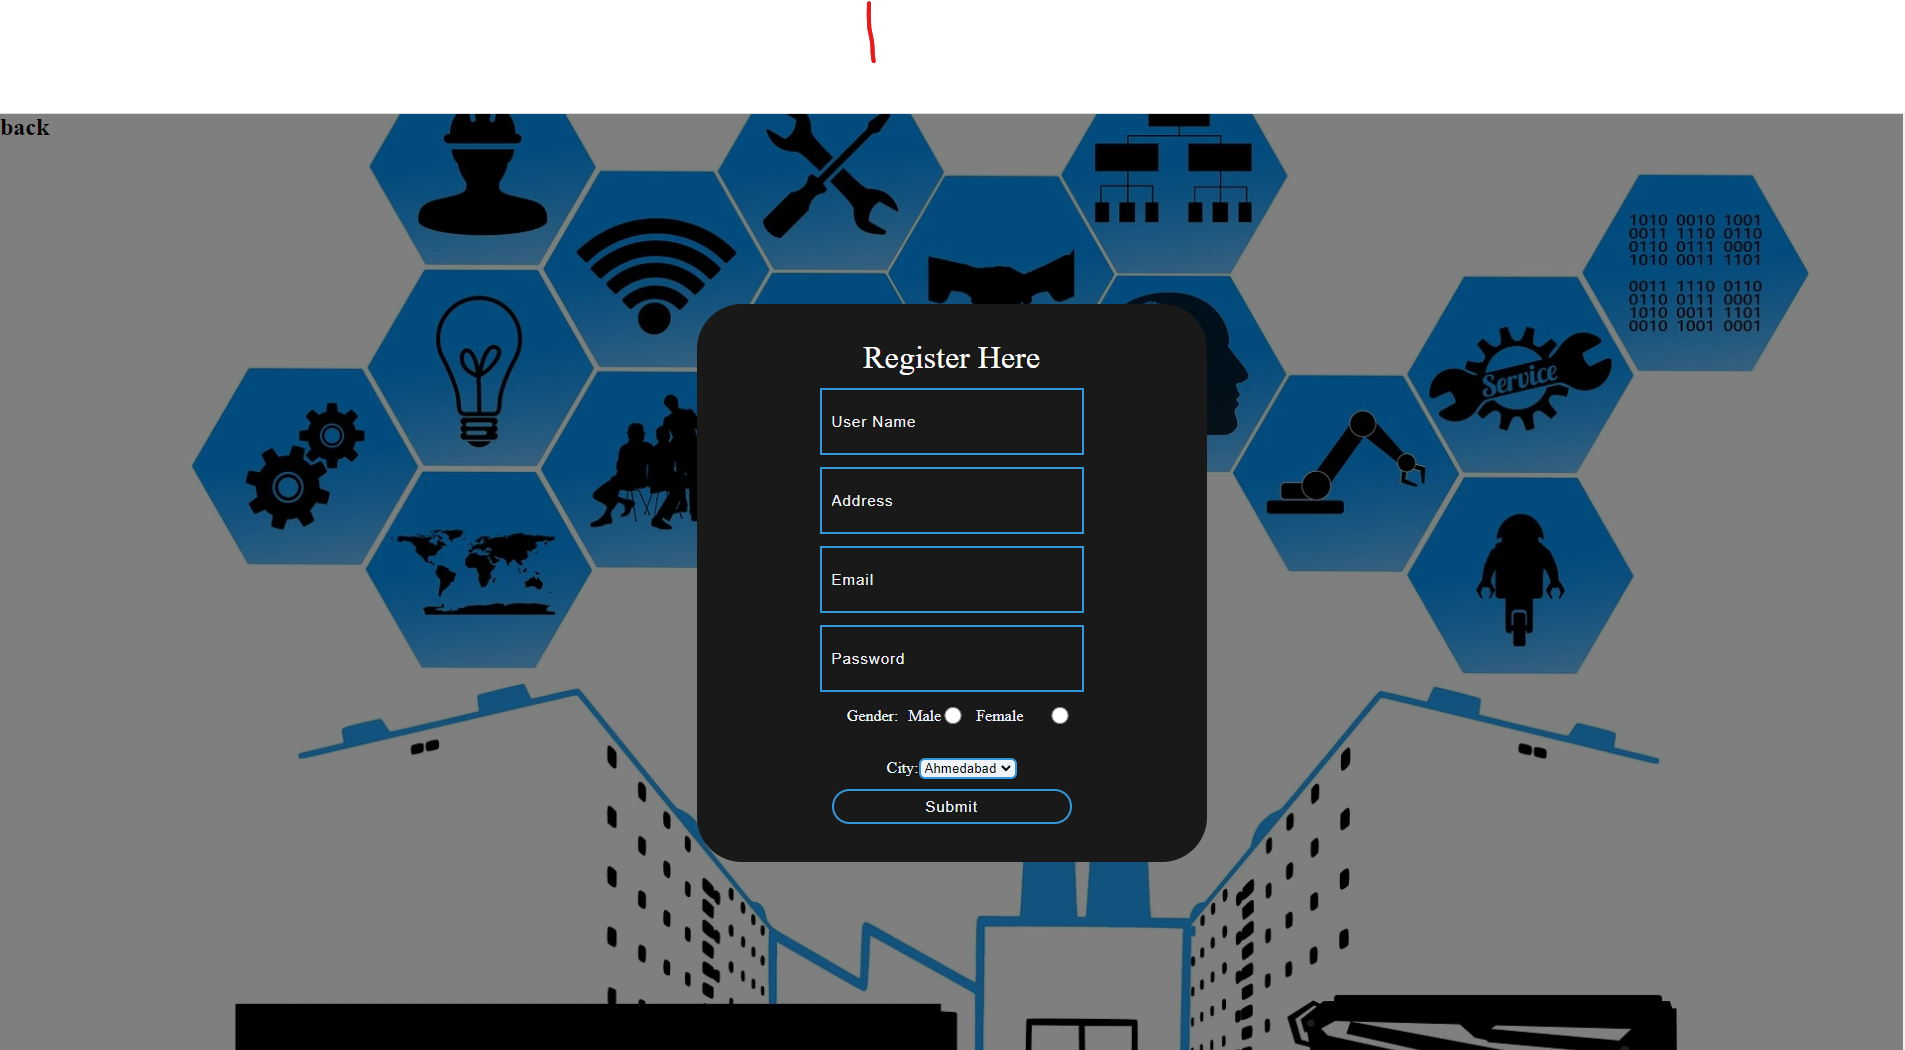 back
1010 0010 1001
0011 1110 0110
0110 0111 0001
1010 0011 1101
0011 1110 0110
0110 0111 0001
1010 0011 1101
0010 1001 0001
Service
Register Here
User Name
Address
Email
Password
Gender: Male Female
City: Ahmedabad
Submit